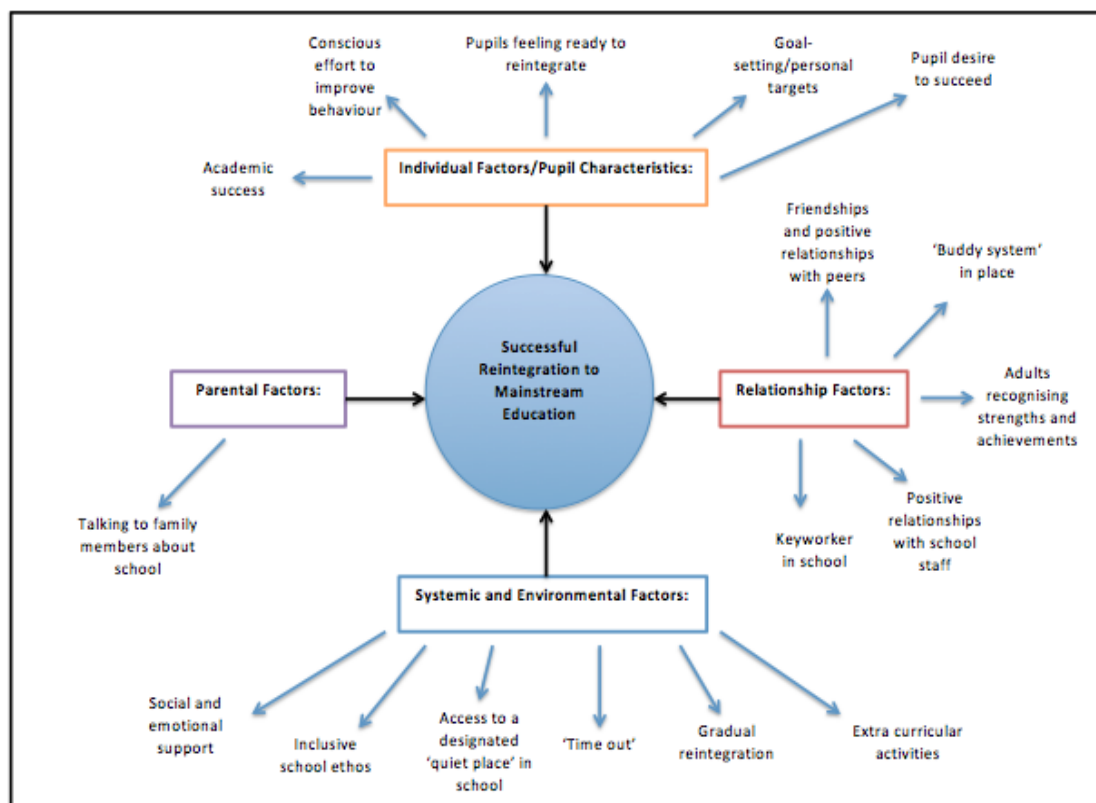 Conscious
effort to
improve
behaviour
Pupils feeling ready to
reintegrate
Goal-
setting/personal
targets
Pupil desire
to succeed
Academic
success
Individual Factors/Pupil Characteristics:
Friendships
and positive
relationships
with peers
‘Buddy system’
in place
Successful
Reintegration to
Mainstream
Education
Parental Factors:
Relationship Factors:
Adults
recognising
strengths and
achievements
Talking to family
members about
school
Keyworker
in school
Positive
relationships
with school
staff
Systemic and Environmental Factors:
Social and
emotional
support
Inclusive
school ethos
Access to a
designated
‘quiet place’ in
school
‘Time out’
Gradual
reintegration
Extra curricular
activities